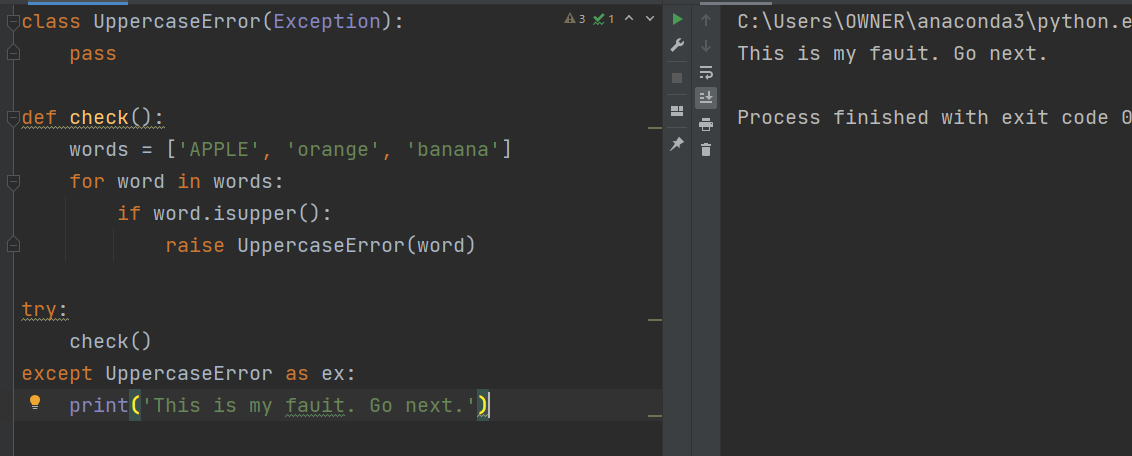 class UppercaseError(Exception):
    pass
def check():
    words = ['APPLE', 'orange', 'banana']
    for word in words:
        if word.isupper():
            raise UppercaseError(word)
try:
    check()
except UppercaseError as ex:
    print('This is my fauit. Go next.')
3 1
C:\Users\OWNER\anaconda3\python.e
This is my fauit. Go next.
Process finished with exit code 0